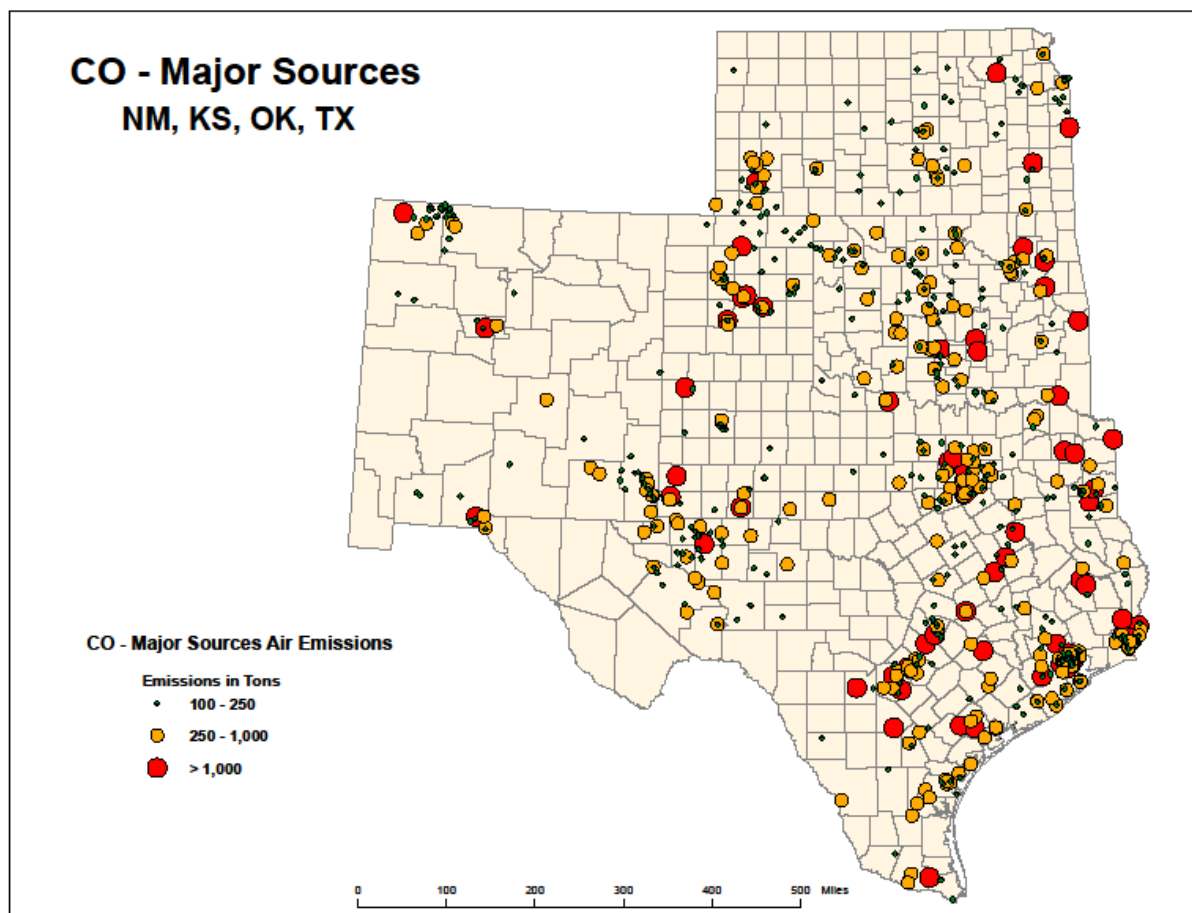 CO - Major Sources
NM, KS, OK, TX
CO - Major Sources Air Emissions
Emissions in Tons
100 - 250
250 - 1,000
> 1,000
0 100 200 300 400 500 Miles